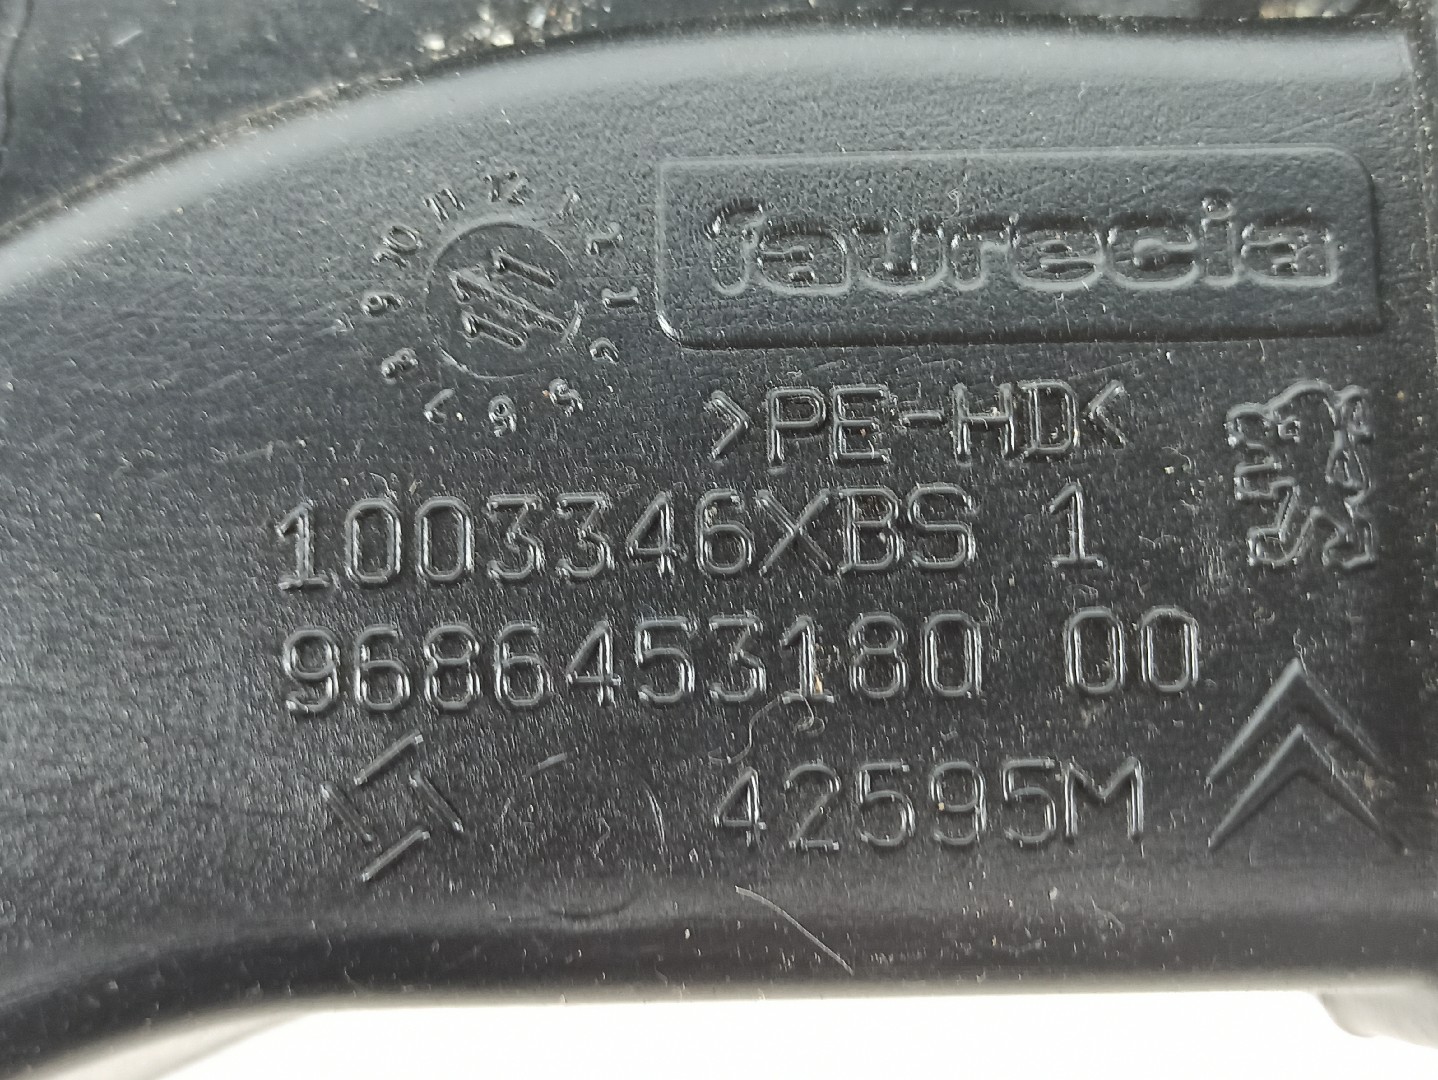 faurecia
>PE-HD<
1003346XBS 1
9686453180 00
42595M